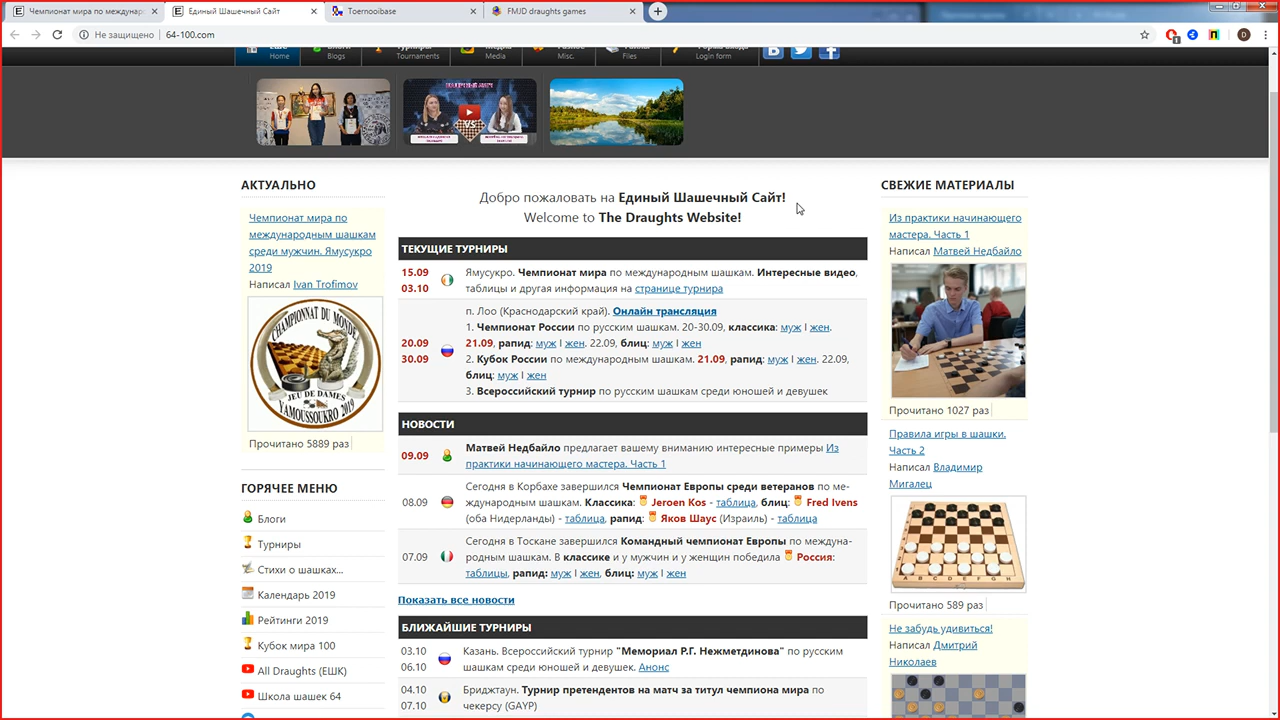 Чемпионат мира по междунар
Единый Шашечный Сайт
Toernooibase
FMJD draughts games
Не защищено
64-100.com
D
Home
Blogs
Tournaments
Media
Misc.
Files
Login form
VS
АКТУАЛЬНО
Чемпионат мира по
международным шашкам
среди мужчин. Ямусукро
2019
Написал Ivan Trofimov
CHAMPIONNAT DU MONDE
JEU DE DAMES
YAMOUSSOUKRO 2019
Прочитано 5889 раз
ГОРЯЧЕЕ МЕНЮ
Блоги
Турниры
Стихи о шашках...
Календарь 2019
Рейтинги 2019
Кубок мира 100
All Draughts (ЕШК)
Школа шашек 64
Добро пожаловать на Единый Шашечный Сайт!
Welcome to The Draughts Website!
ТЕКУЩИЕ ТУРНИРЫ
15.09
03.10
Ямусукро. Чемпионат мира по международным шашкам. Интересные видео,
таблицы и другая информация на странице турнира
20.09
30.09
п. Лоо (Краснодарский край). Онлайн трансляция
1. Чемпионат России по русским шашкам. 20-30.09, классика: муж | жен.
21.09, рапид: муж | жен. 22.09, блиц: муж | жен
2. Кубок России по международным шашкам. 21.09, рапид: муж | жен. 22.09,
блиц: муж | жен
3. Всероссийский турнир по русским шашкам среди юношей и девушек
НОВОСТИ
09.09
Матвей Недбайло предлагает вашему вниманию интересные примеры Из
практики начинающего мастера. Часть 1
08.09
Сегодня в Корбахе завершился Чемпионат Европы среди ветеранов по ме-
ждународным шашкам. Классика: Jeroen Kos - таблица, блиц: Fred Ivens
(оба Нидерланды) - таблица, рапид: Яков Шаус (Израиль) - таблица
07.09
Сегодня в Тоскане завершился Командный чемпионат Европы по междуна-
родным шашкам. В классике и у мужчин и у женщин победила Россия:
таблицы, рапид: муж | жен, блиц: муж | жен
Показать все новости
БЛИЖАЙШИЕ ТУРНИРЫ
03.10
06.10
Казань. Всероссийский турнир "Мемориал Р.Г. Нежметдинова" по русским
шашкам среди юношей и девушек. Анонс
04.10
07.10
Бриджтаун. Турнир претендентов на матч за титул чемпиона мира по
чекерсу (GAYP)
СВЕЖИЕ МАТЕРИАЛЫ
Из практики начинающего
мастера. Часть 1
Написал Матвей Недбайло
Прочитано 1027 раз
Правила игры в шашки.
Часть 2
Написал Владимир
Мигалец
A B C D E F G H
Прочитано 589 раз
Не забудь удивиться!
Написал Дмитрий
Николаев